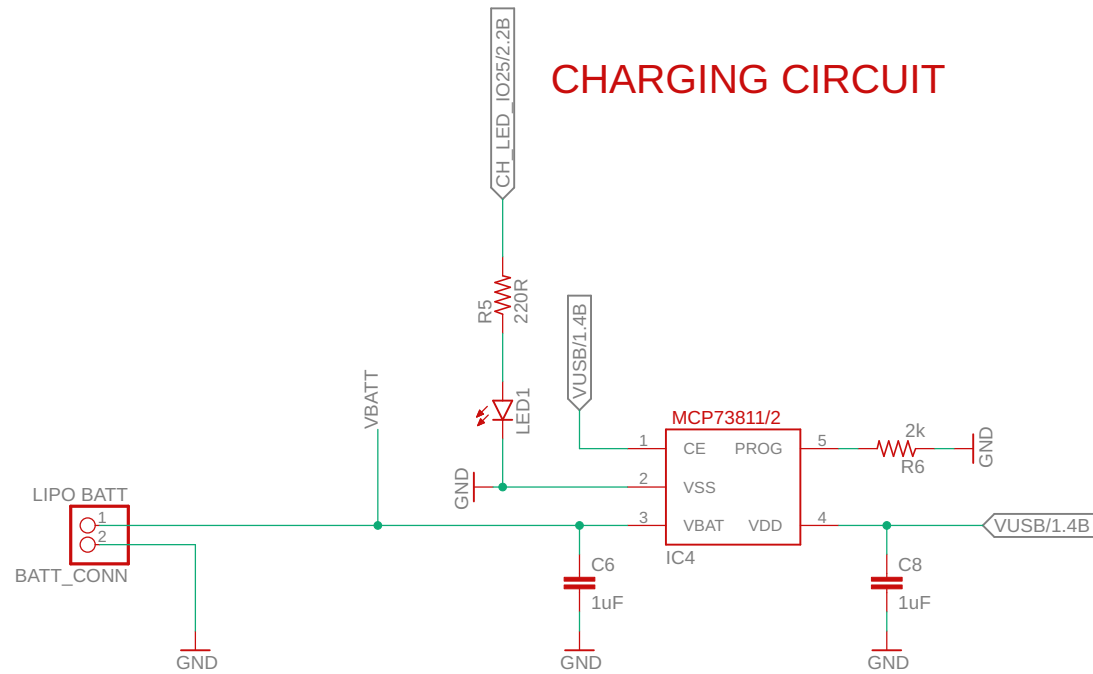 CHARGING CIRCUIT
CH_LED_IO25/2.2B
R5
220R
VUSB/1.4B
LED1
VBATT
MCP73811/2
1
CE
PROG
5
2k
R6
GND
GND
2
VSS
LIPO BATT
1
2
BATT_CONN
3
VBAT
VDD
4
VUSB/1.4B
IC4
C6
1uF
C8
1uF
GND
GND
GND